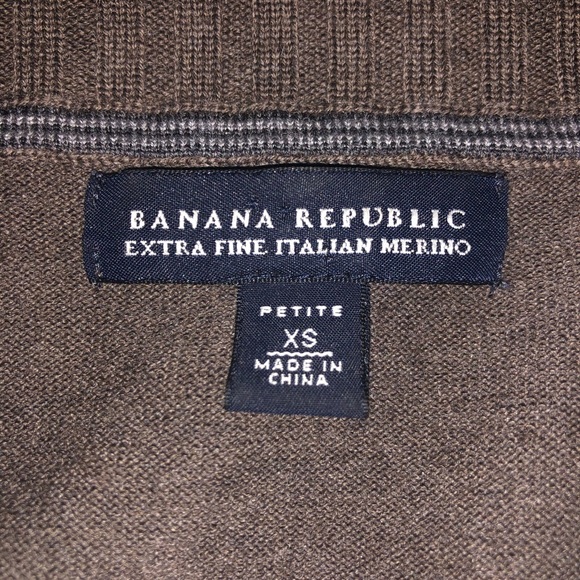 BANANA REPUBLIC
EXTRA FINE ITALIAN MERINO
PETITE
XS
MADE IN
CHINA